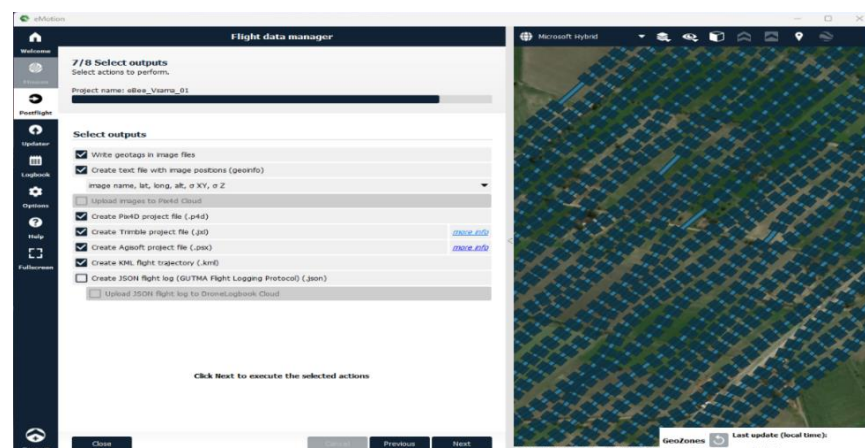 eMotion
Flight data manager
Microsoft Hybrid
Welcome
7/8 Select outputs
Select actions to perform.
Project name: eBee_Vsarna_01
Postflight
Select outputs
Updater
Write geotags in image files
Create text file with image positions (geoinfo)
Logbook
image name, lat, long, alt, σ XY, σ Z
Upload images to Pix4d Cloud
Options
Create Pix4D project file (.p4d)
Create Trimble project file (.jxl) more info
Help
Create Agisoft project file (.psx) more info
Create KML flight trajectory (.kml)
Fullscreen
Create JSON flight log (GUTMA Flight Logging Protocol) (.json)
Upload JSON flight log to DroneLogbook Cloud
Click Next to execute the selected actions
Close Cancel Previous Next
GeoZones Last update (local time):